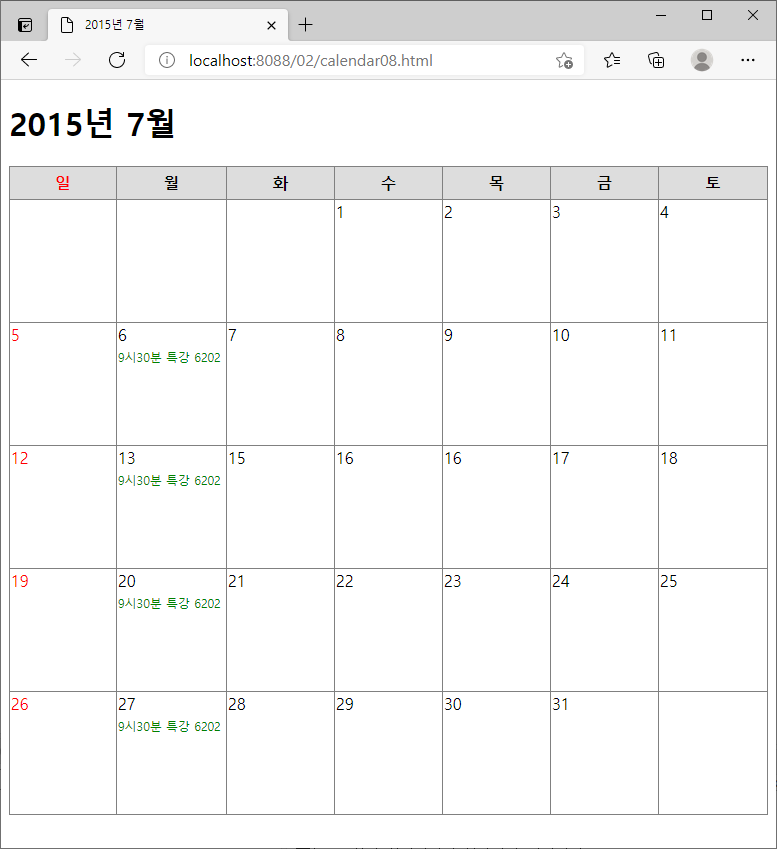 2015년 7월
localhost:8088/02/calendar08.html
2015년 7월
일 월 화 수 목 금 토
1 2 3 4
5 6 7 8 9 10 11
9시30분 특강 6202
12 13 15 16 16 17 18
9시30분 특강 6202
19 20 21 22 23 24 25
9시30분 특강 6202
26 27 28 29 30 31
9시30분 특강 6202